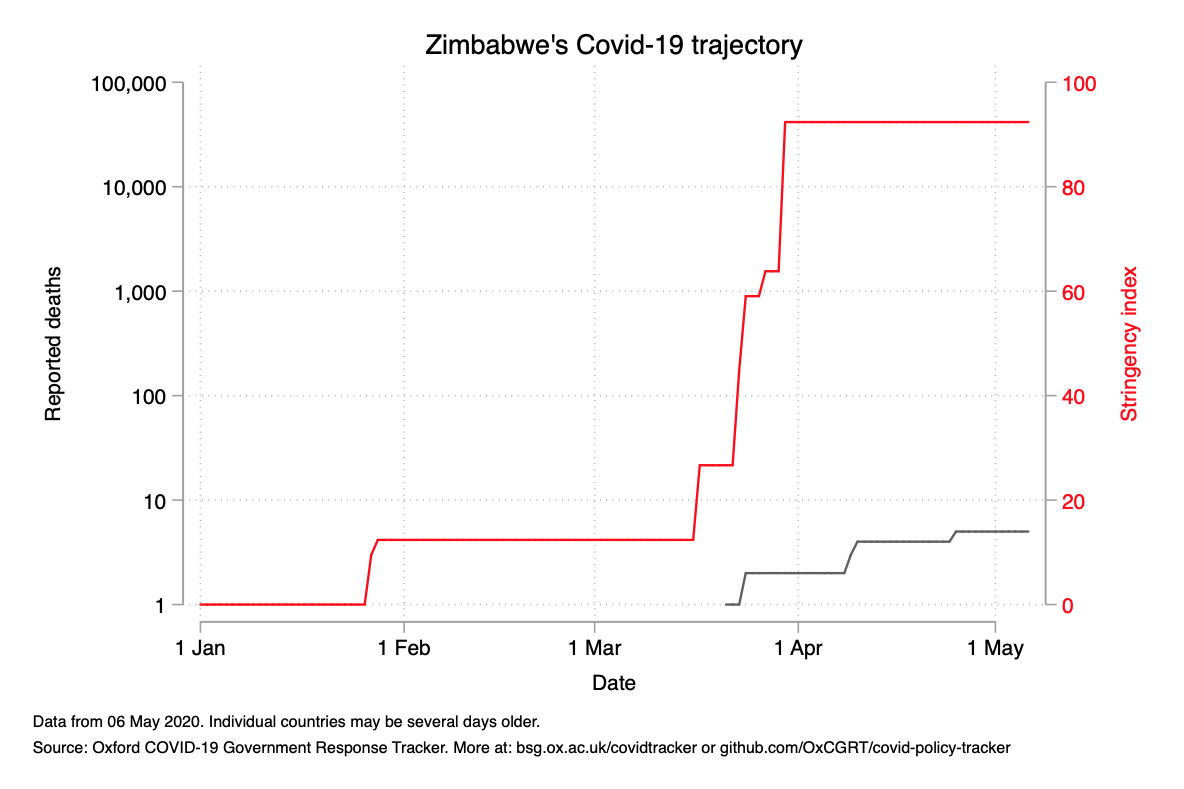 Zimbabwe's Covid-19 trajectory
100,000
10,000
1,000
100
10
1
Reported deaths
100
80
60
40
20
0
Stringency index
1 Jan
1 Feb
1 Mar
1 Apr
1 May
Date
Data from 06 May 2020. Individual countries may be several days older.
Source: Oxford COVID-19 Government Response Tracker. More at: bsg.ox.ac.uk/covidtracker or github.com/OxCGRT/covid-policy-tracker